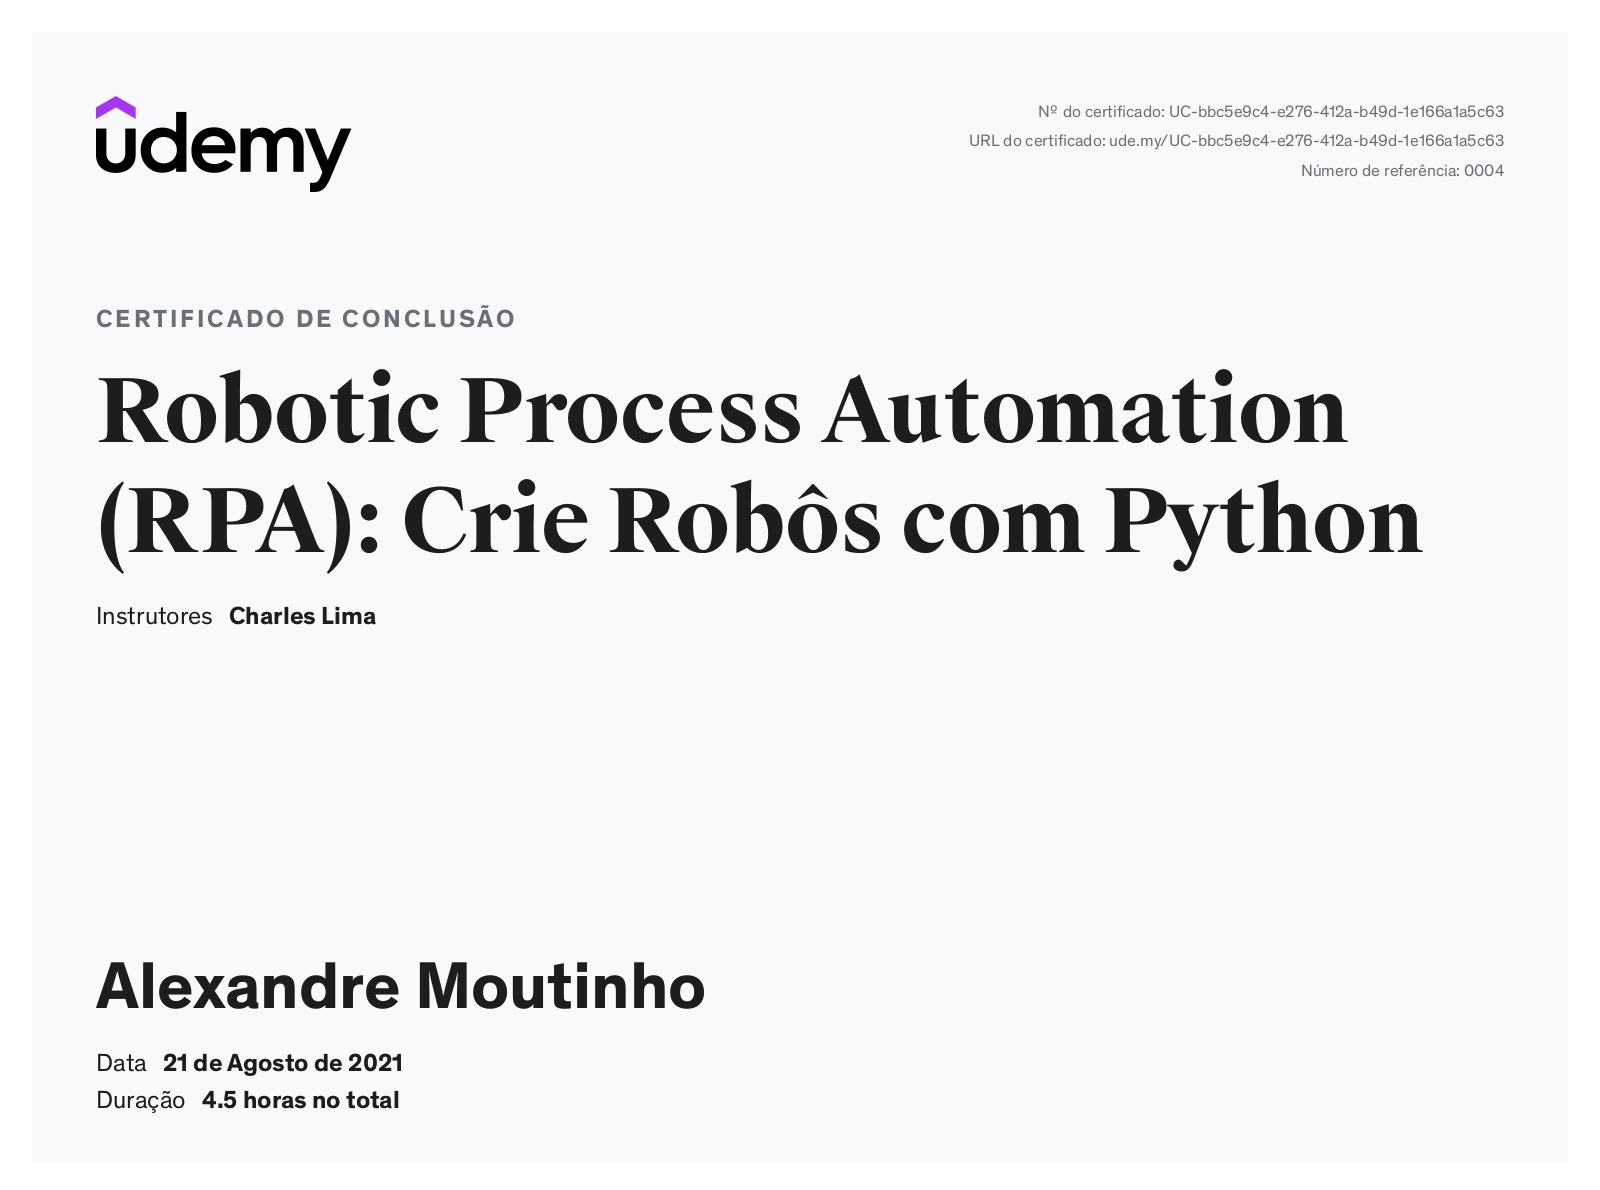 udemy
Nº do certificado: UC-bbc5e9c4-e276-412a-b49d-1e166a1a5c63
URL do certificado: ude.my/UC-bbc5e9c4-e276-412a-b49d-1e166a1a5c63
Número de referência: 0004
CERTIFICADO DE CONCLUSÃO
Robotic Process Automation
(RPA): Crie Robôs com Python
Instrutores Charles Lima
Alexandre Moutinho
Data 21 de Agosto de 2021
Duração 4.5 horas no total